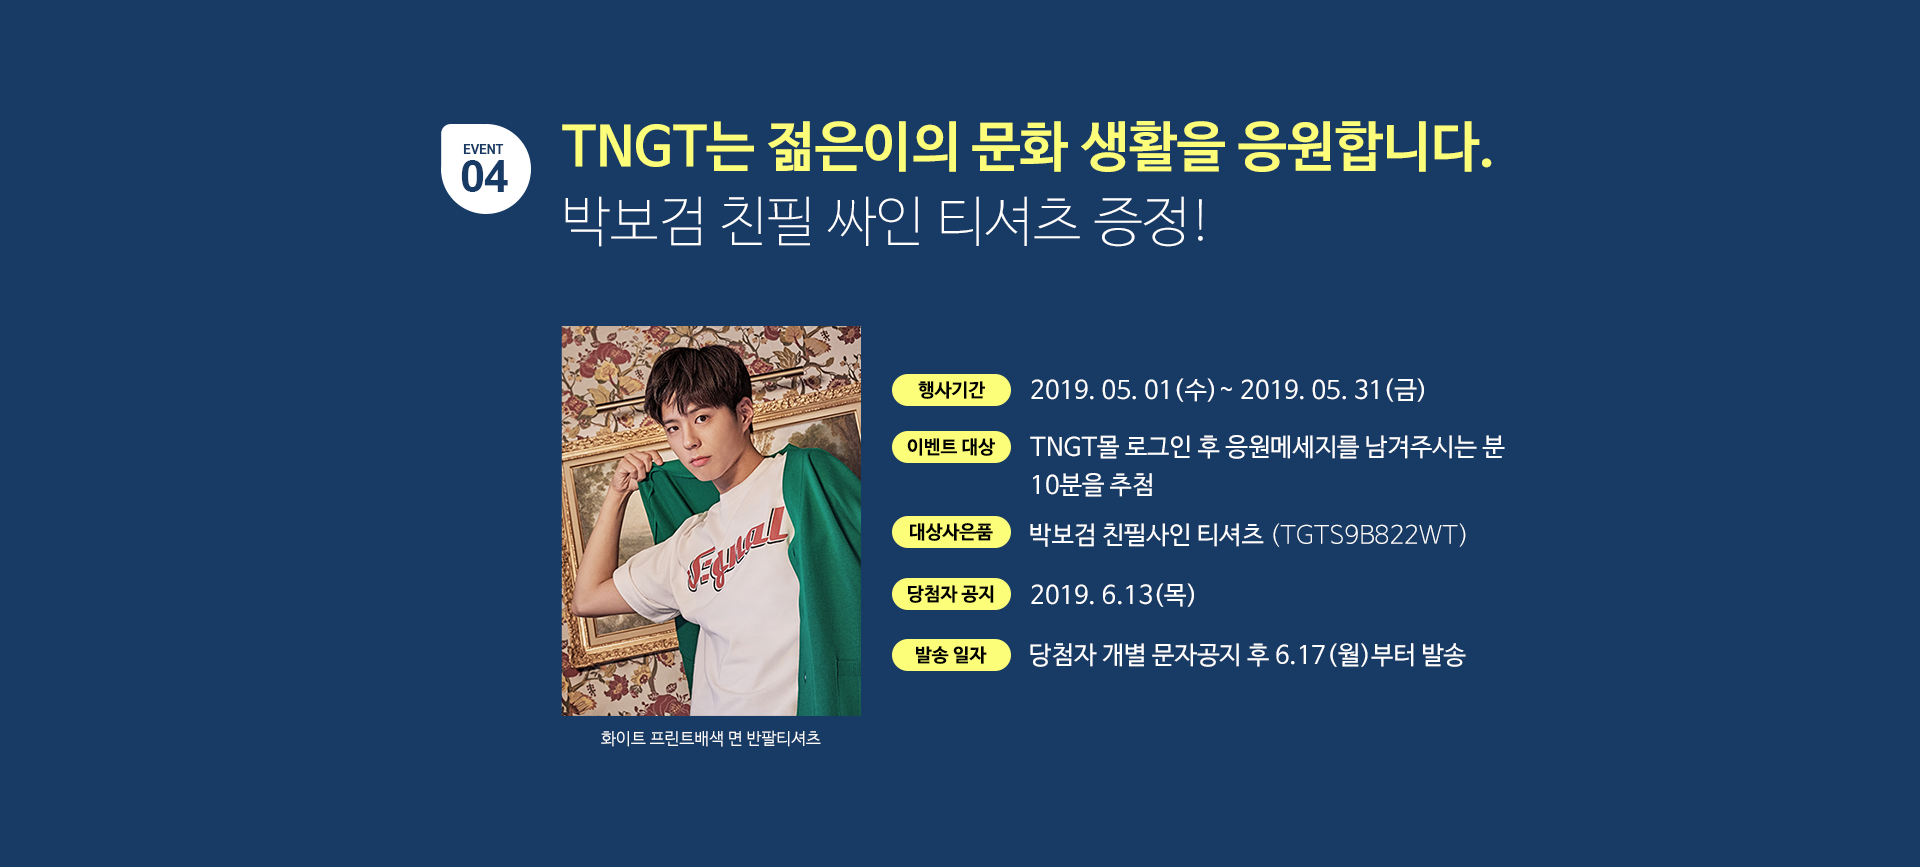 EVENT
04
TNGT는 젊은이의 문화 생활을 응원합니다.
박보검 친필 싸인 티셔츠 증정!
행사기간
2019. 05. 01(수) ~ 2019. 05. 31(금)
이벤트 대상
TNGT몰 로그인 후 응원메세지를 남겨주시는 분
10분을 추첨
대상사은품
박보검 친필사인 티셔츠 (TGTS9B822WT)
당첨자 공지
2019. 6.13(목)
발송 일자
당첨자 개별 문자공지 후 6.17(월)부터 발송
화이트 프린트배색 면 반팔티셔츠